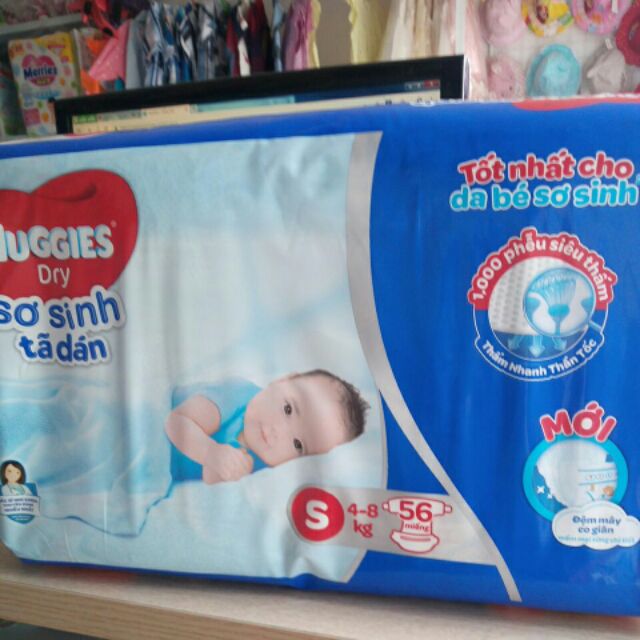 Merries
HUGGIES®
Dry
sơ sinh
tã dán
Tốt nhất cho
da bé sơ sinh
1.000 phễu siêu thấm
Thấm Nhanh Thần Tốc
MỚI
Đệm mây
co giãn
S
4-8
kg
56
miếng